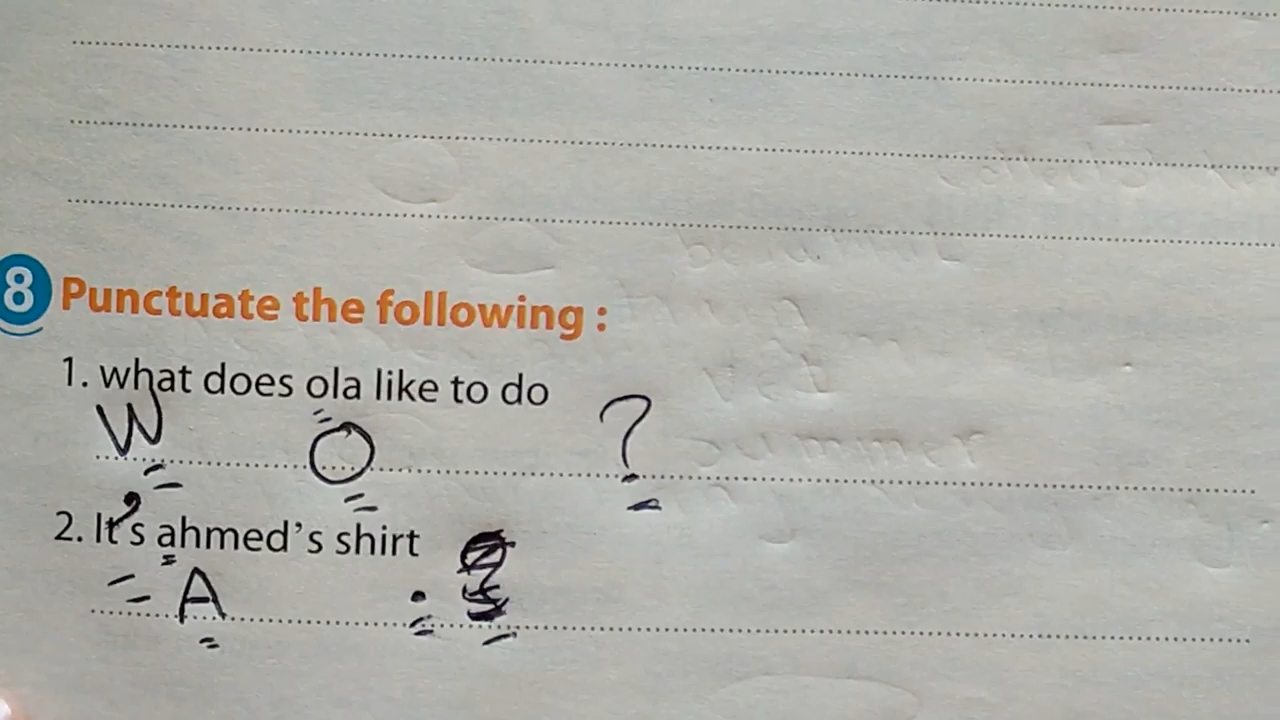 8 Punctuate the following :
1. what does ola like to do
W O ?
2. It's ahmed's shirt
A .